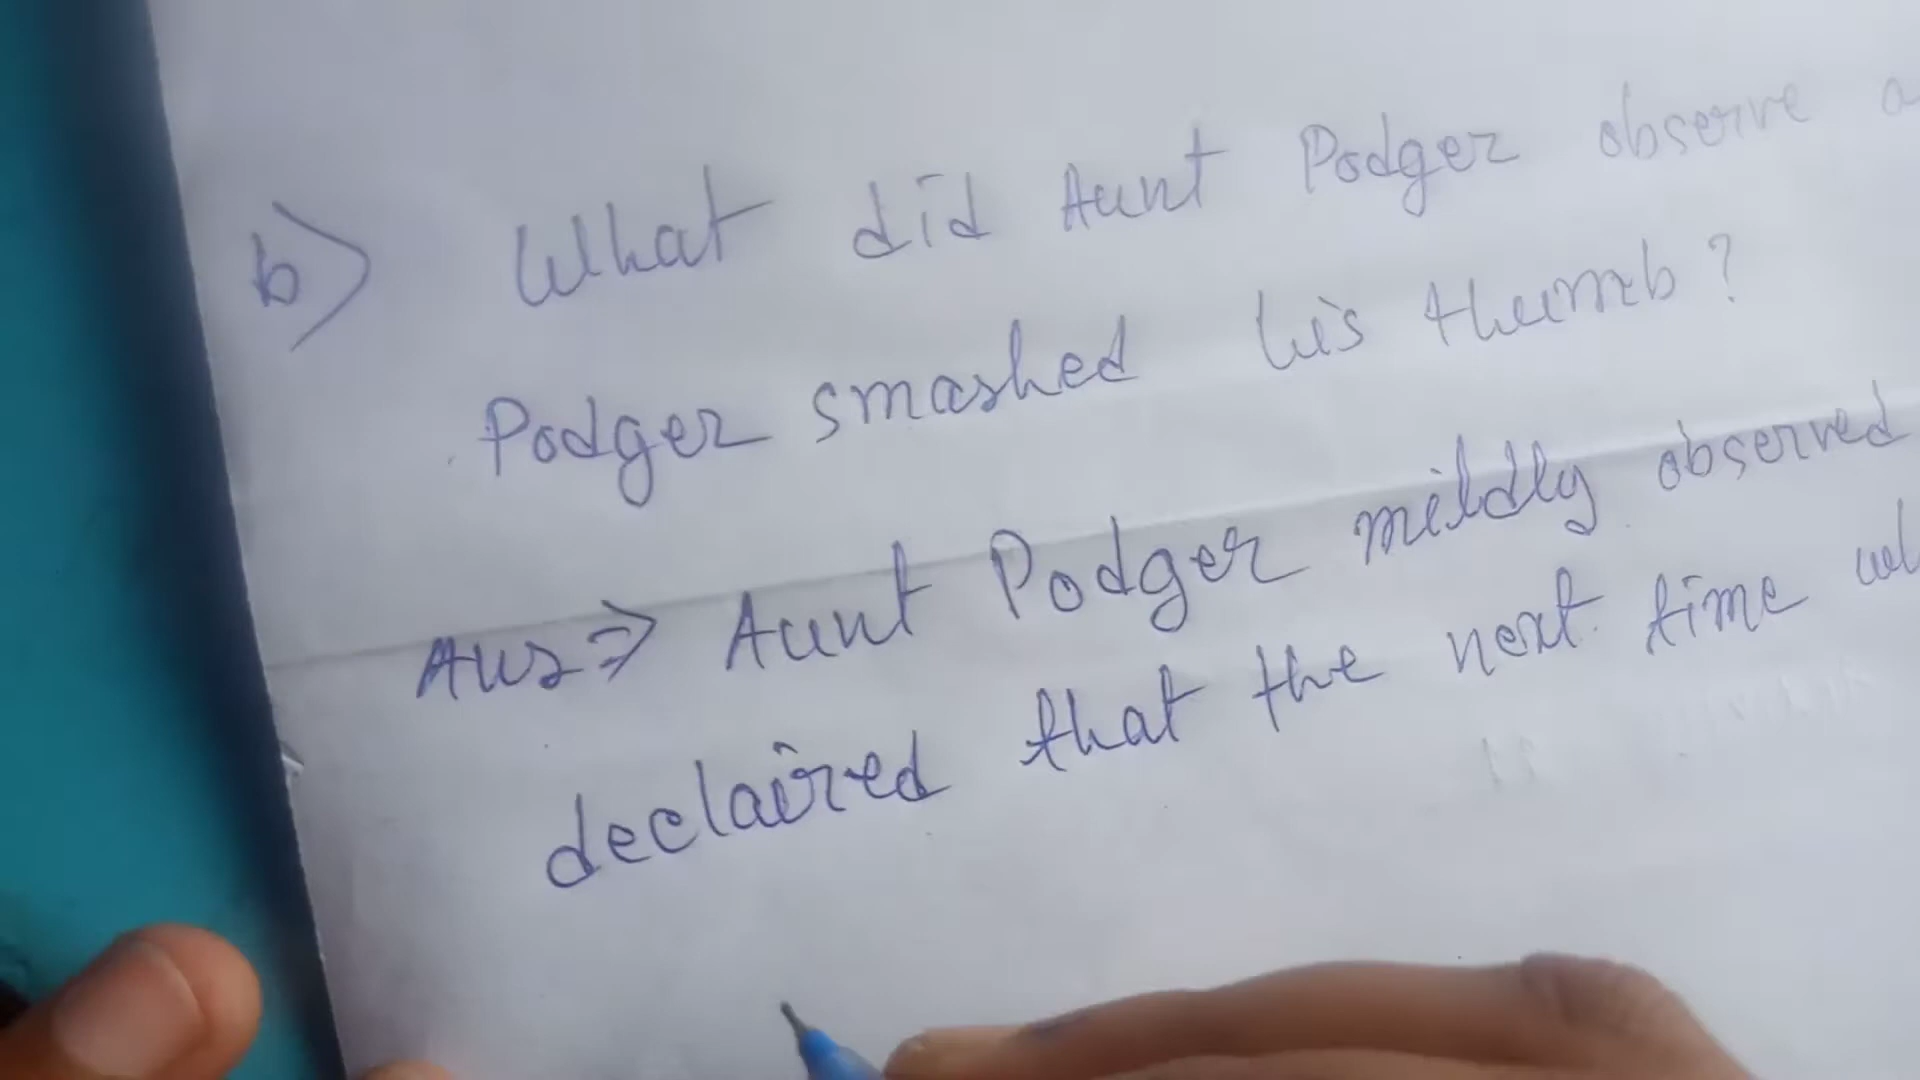 b) What did Aunt Podger observe
Podger smashed his thumb?
Ans⇒ Aunt Podger mildly observed
declaired that the next time